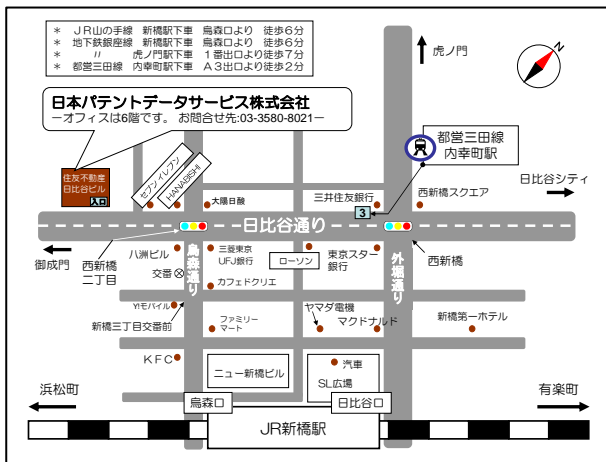 ＊ ＪＲ山の手線 新橋駅下車 烏森口より 徒歩６分
＊ 地下鉄銀座線 新橋駅下車 烏森口より 徒歩６分
＊ 〃 虎ノ門駅下車 １番出口より徒歩７分
＊ 都営三田線 内幸町駅下車 Ａ３出口より徒歩２分
虎ノ門
N
日本パテントデータサービス株式会社
－オフィスは6階です。 お問合せ先:03-3580-8021－
都営三田線
内幸町駅
住友不動産
日比谷ビル
入口
セブンイレブン
HANABISHI
大陽日酸
三井住友銀行
3
西新橋スクエア
日比谷シティ
日比谷通り
御成門
西新橋
二丁目
八洲ビル
交番
烏森通り
三菱東京
UFJ銀行
カフェドクリエ
ローソン
東京スター
銀行
外堀通り
西新橋
Y!モバイル
新橋三丁目交番前
ファミリー
マート
ヤマダ電機
マクドナルド
新橋第一ホテル
ＫＦＣ
ニュー新橋ビル
汽車
SL広場
浜松町
烏森口
日比谷口
有楽町
JR新橋駅